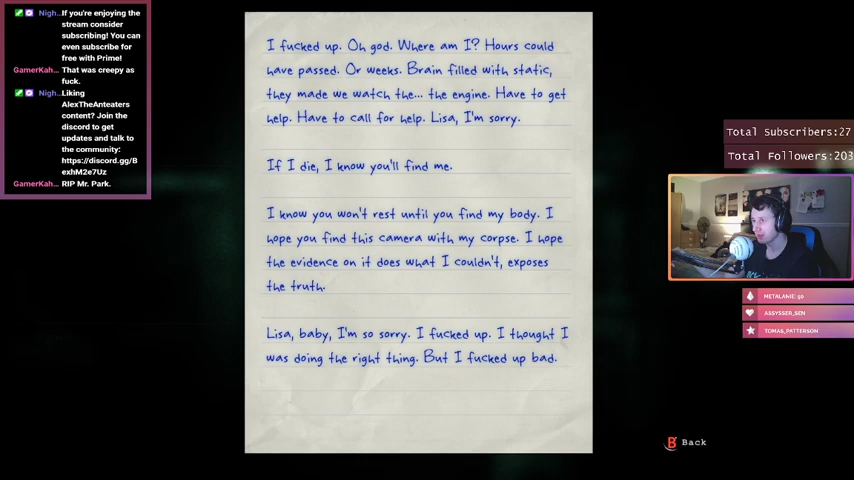 Nigh... If you're enjoying the
stream consider
subscribing! You can
even subscribe for
free with Prime!
GamerKah... That was creepy as
fuck.
Nigh... Liking
AlexTheAnteaters
content? Join the
discord to get
updates and talk to
the community:
https://discord.gg/B
exhM2e7Uz
GamerKah... RIP Mr. Park.
I fucked up. Oh god. Where am I? Hours could
have passed. Or weeks. Brain filled with static,
they made we watch the... the engine. Have to get
help. Have to call for help. Lisa, I'm sorry.
If I die, I know you'll find me.
I know you won't rest until you find my body. I
hope you find this camera with my corpse. I hope
the evidence on it does what I couldn't, exposes
the truth.
Lisa, baby, I'm so sorry. I fucked up. I thought I
was doing the right thing. But I fucked up bad.
Total Subscribers:27
Total Followers:203
METALANIE: 50
ASSYSSER_SEN
TOMAS_PATTERSON
B Back